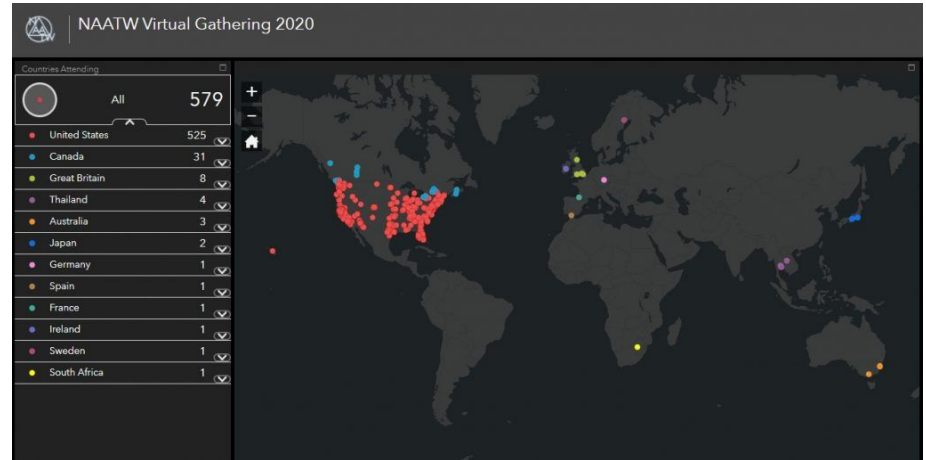 NAATW Virtual Gathering 2020
Countries Attending
All 579
United States 525
Canada 31
Great Britain 8
Thailand 4
Australia 3
Japan 2
Germany 1
Spain 1
France 1
Ireland 1
Sweden 1
South Africa 1
+
−